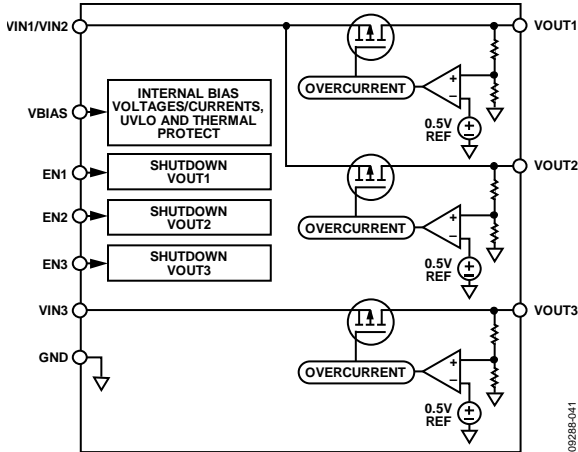 VIN1/VIN2
VOUT1
OVERCURRENT
+
−
0.5V
REF
VBIAS
INTERNAL BIAS
VOLTAGES/CURRENTS,
UVLO AND THERMAL
PROTECT
EN1
SHUTDOWN
VOUT1
EN2
SHUTDOWN
VOUT2
EN3
SHUTDOWN
VOUT3
VOUT2
OVERCURRENT
+
−
0.5V
REF
VIN3
VOUT3
GND
OVERCURRENT
+
−
0.5V
REF
09288-041